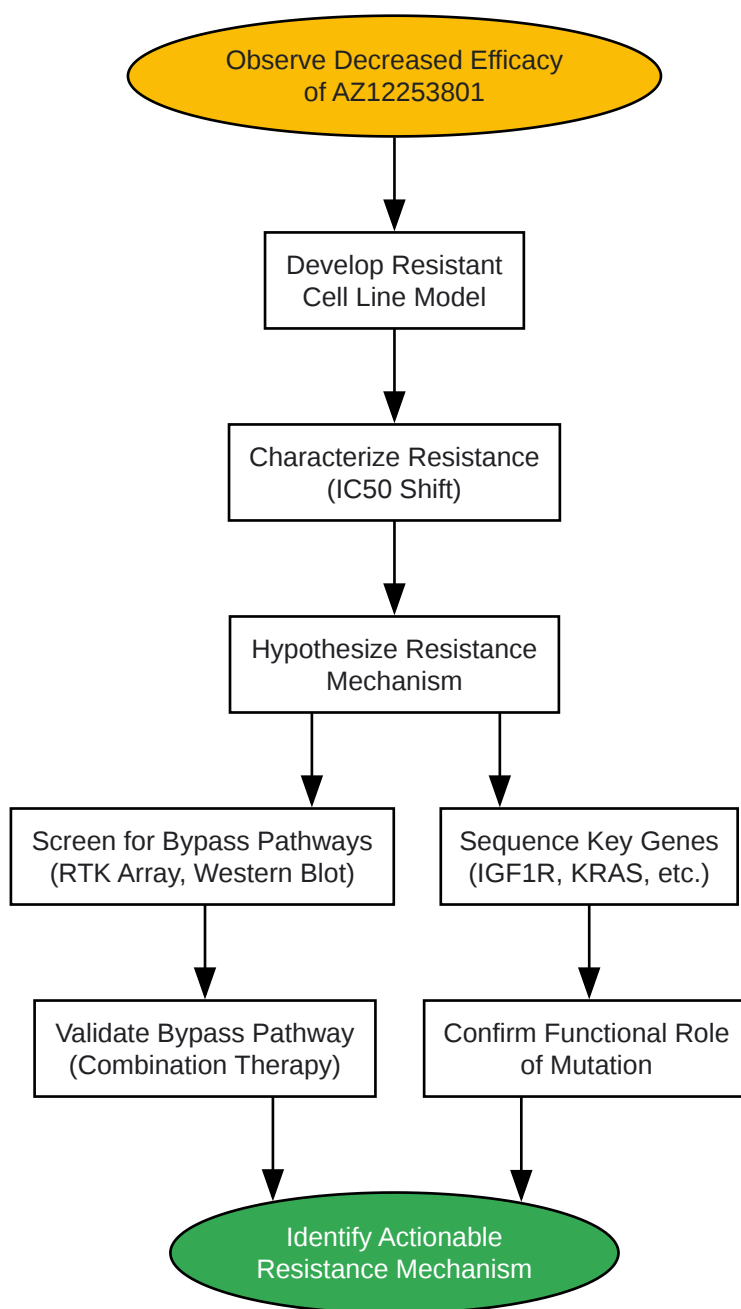 Observe Decreased Efficacy
of AZ12253801
Develop Resistant
Cell Line Model
Characterize Resistance
(IC50 Shift)
Hypothesize Resistance
Mechanism
Screen for Bypass Pathways
(RTK Array, Western Blot)
Sequence Key Genes
(IGF1R, KRAS, etc.)
Validate Bypass Pathway
(Combination Therapy)
Confirm Functional Role
of Mutation
Identify Actionable
Resistance Mechanism